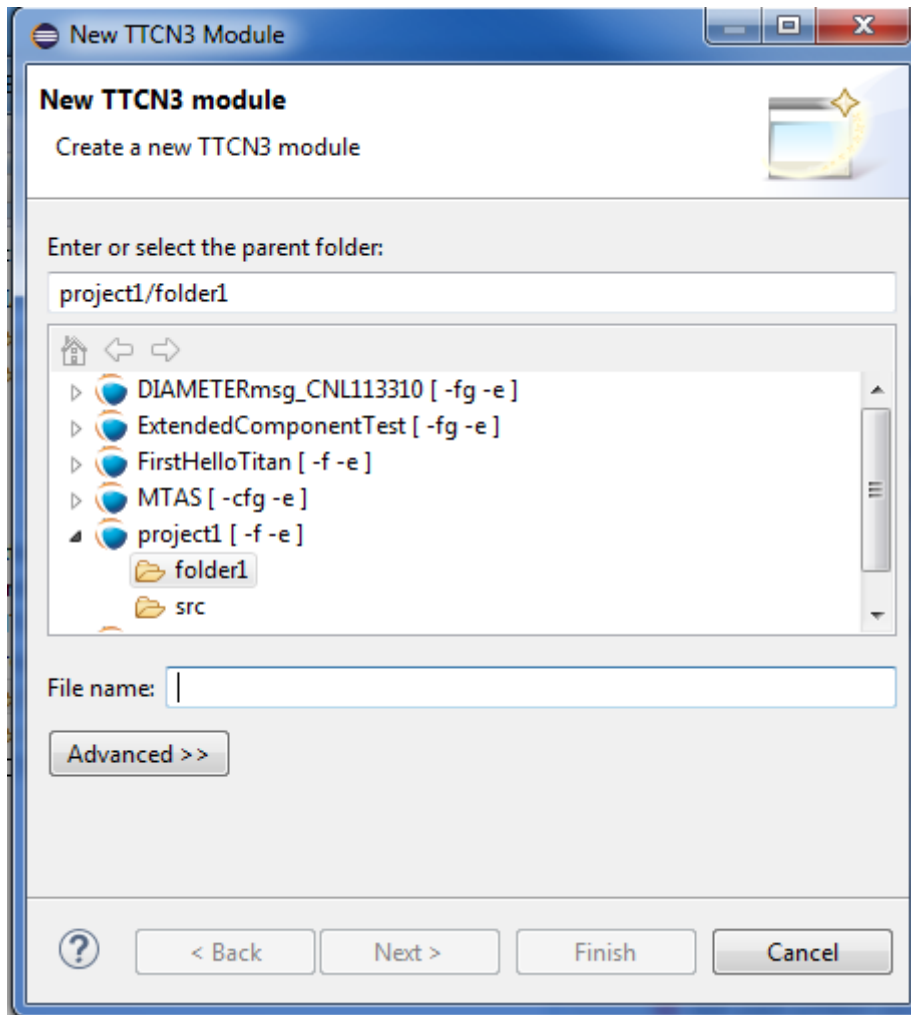 New TTCN3 Module
New TTCN3 module
Create a new TTCN3 module
Enter or select the parent folder:
project1/folder1
DIAMETERmsg_CNL113310 [ -fg -e ]
ExtendedComponentTest [ -fg -e ]
FirstHelloTitan [ -f -e ]
MTAS [ -cfg -e ]
project1 [ -f -e ]
folder1
src
File name:
Advanced >>
? < Back Next > Finish Cancel